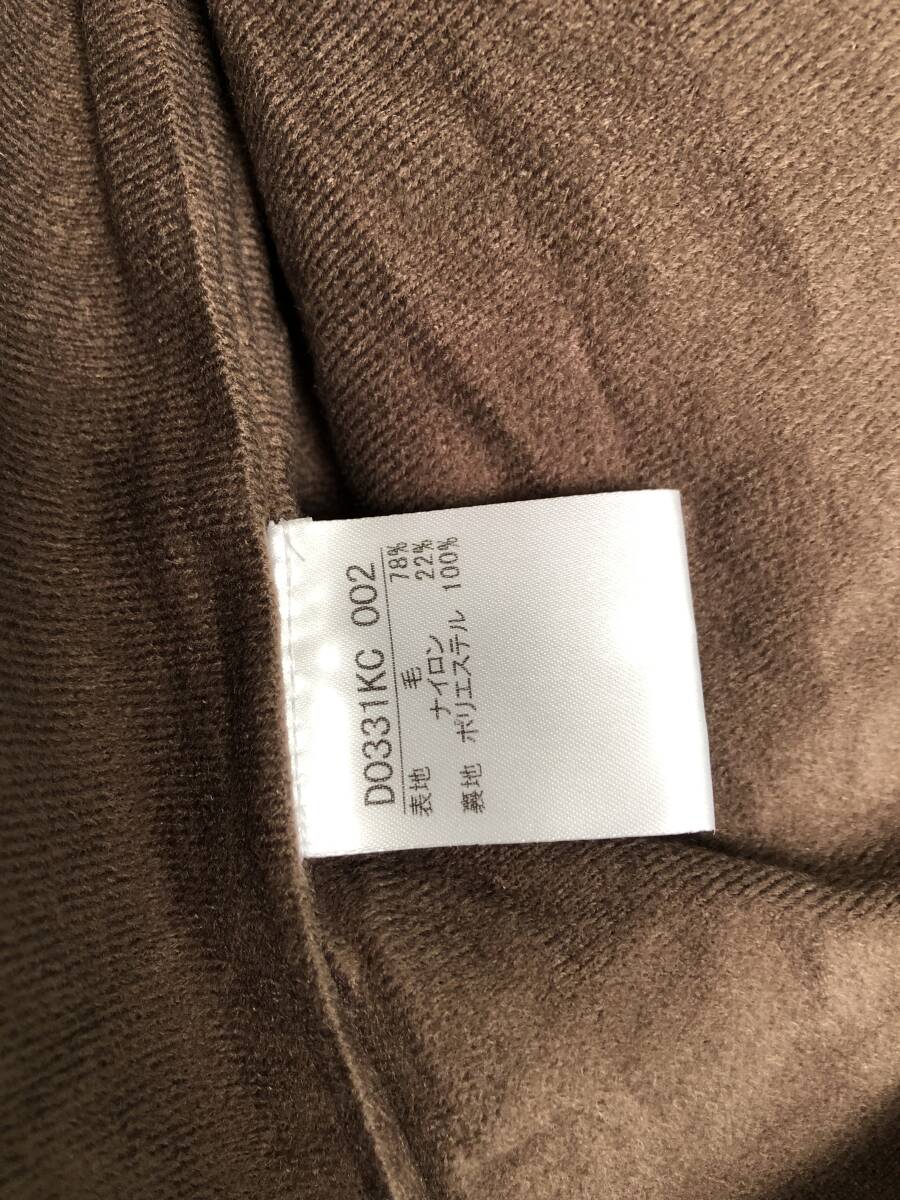 D0331KC 002
表地 毛 78%
ナイロン 22%
裏地 ポリエステル 100%